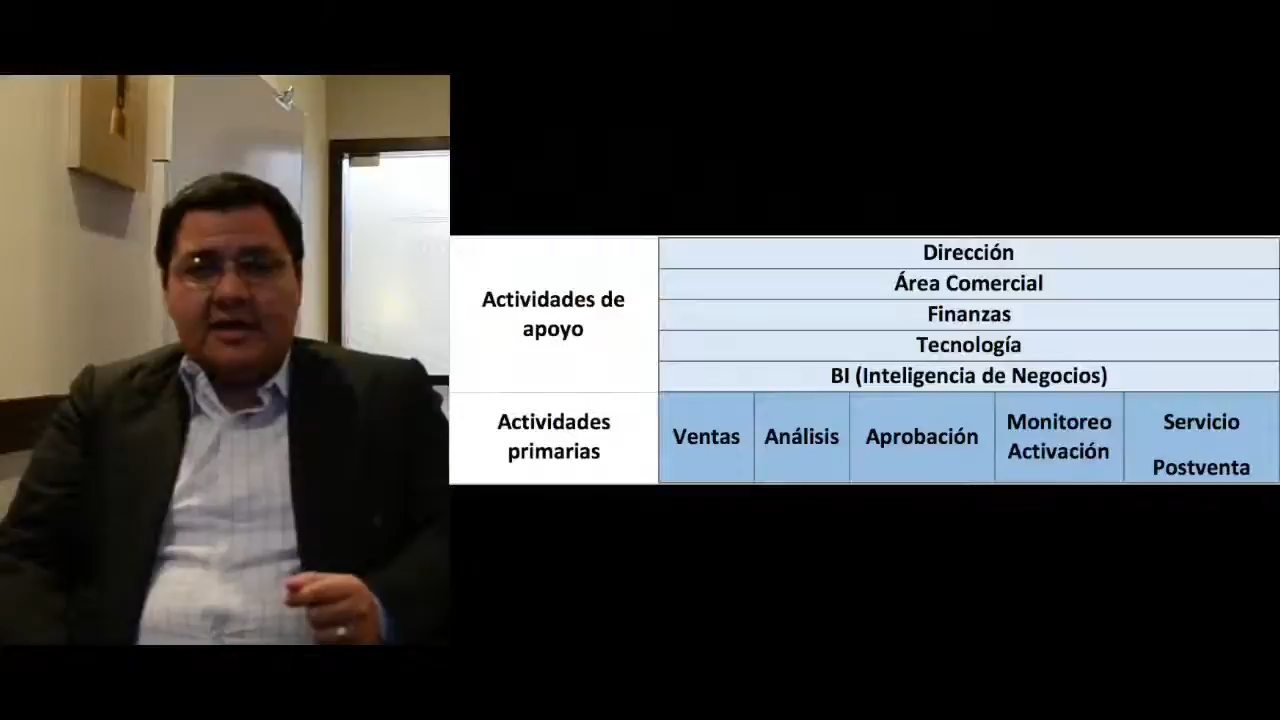 Actividades de
apoyo
Dirección
Área Comercial
Finanzas
Tecnología
BI (Inteligencia de Negocios)
Actividades
primarias
Ventas
Análisis
Aprobación
Monitoreo
Activación
Servicio
Postventa